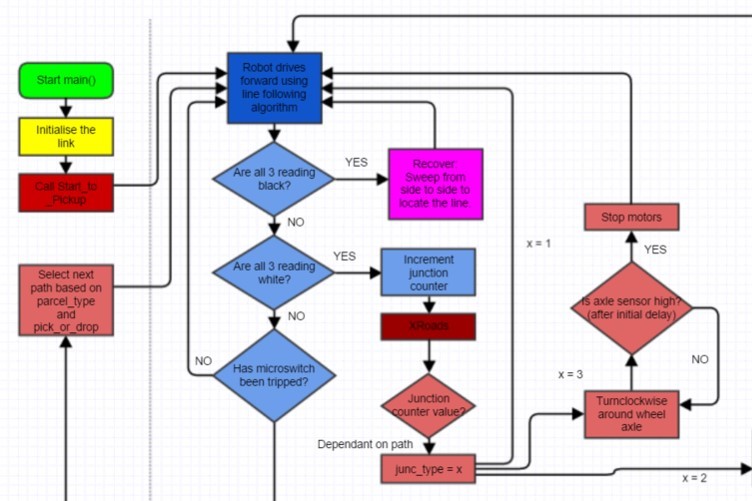 Start main()
Initialise the
link
Call Start_to
_Pickup
Select next
path based on
parcel_type
and
pick_or_drop
Robot drives
forward using
line following
algorithm
Are all 3 reading
black?
YES
Recover:
Sweep from
side to side to
locate the line.
NO
Are all 3 reading
white?
YES
Increment
junction
counter
NO
XRoads
Has microswitch
been tripped?
NO
Junction
counter value?
Dependant on path
junc_type = x
x = 1
Stop motors
YES
Is axle sensor high?
(after initial delay)
NO
x = 3
Turnclockwise
around wheel
axle
x = 2